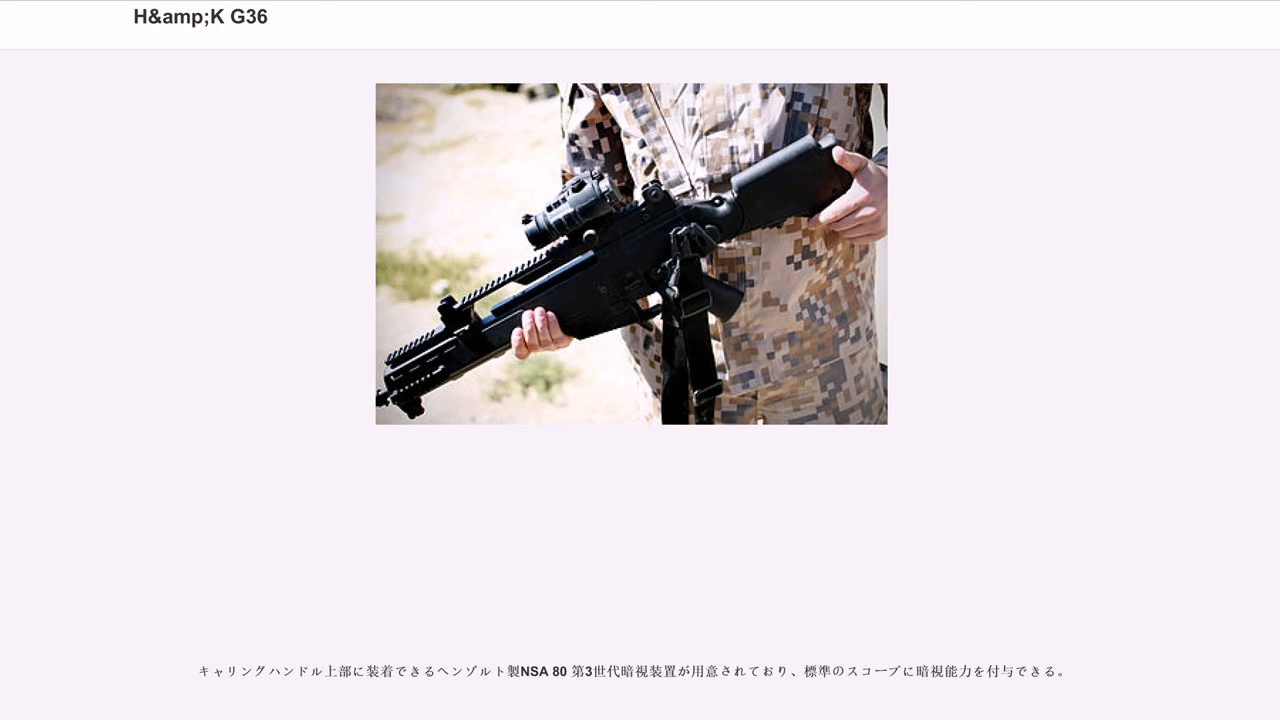 H&amp;K G36
キャリングハンドル上部に装着できるヘンゾルト製NSA 80 第3世代暗視装置が用意されており、標準のスコープに暗視能力を付与できる。